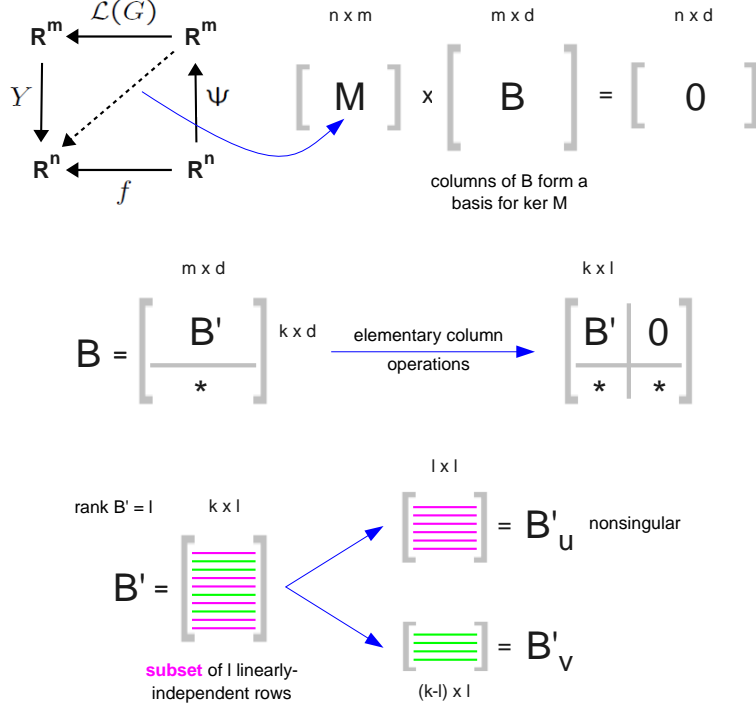 ℒ(G)
R^m R^m
Y Ψ
R^n R^n
f
n x m m x d n x d
M x B = 0
columns of B form a
basis for ker M
m x d
B = B' * k x d
elementary column
operations
k x l
B' 0
* *
rank B' = l
k x l
B' =
subset of l linearly-
independent rows
l x l
= B'_u nonsingular
= B'_v
(k-l) x l